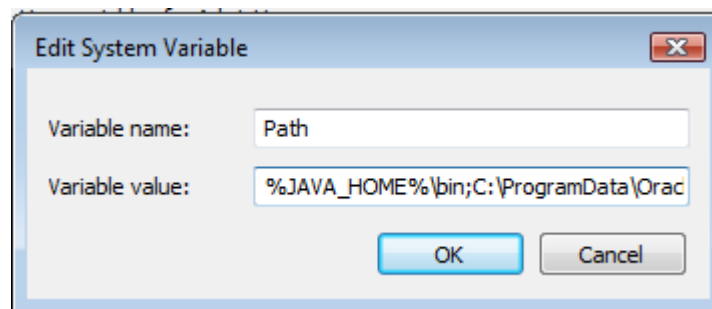 Edit System Variable
Variable name: Path
Variable value: %JAVA_HOME%\bin;C:\ProgramData\Orac
OK Cancel